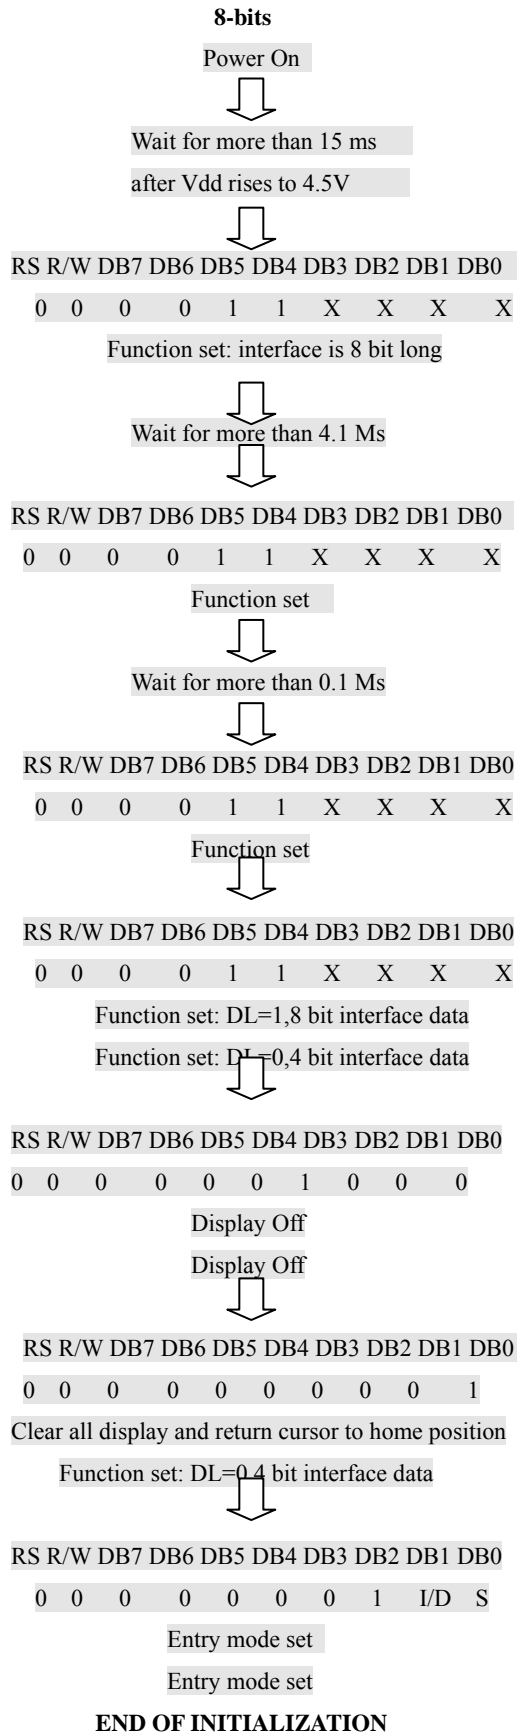 8-bits
Power On
Wait for more than 15 ms
after Vdd rises to 4.5V
RS R/W DB7 DB6 DB5 DB4 DB3 DB2 DB1 DB0
0 0 0 0 1 1 X X X X
Function set: interface is 8 bit long
Wait for more than 4.1 Ms
RS R/W DB7 DB6 DB5 DB4 DB3 DB2 DB1 DB0
0 0 0 0 1 1 X X X X
Function set
Wait for more than 0.1 Ms
RS R/W DB7 DB6 DB5 DB4 DB3 DB2 DB1 DB0
0 0 0 0 1 1 X X X X
Function set
RS R/W DB7 DB6 DB5 DB4 DB3 DB2 DB1 DB0
0 0 0 0 1 1 X X X X
Function set: DL=1,8 bit interface data
Function set: DL=0,4 bit interface data
RS R/W DB7 DB6 DB5 DB4 DB3 DB2 DB1 DB0
0 0 0 0 0 0 1 0 0 0
Display Off
Display Off
RS R/W DB7 DB6 DB5 DB4 DB3 DB2 DB1 DB0
0 0 0 0 0 0 0 0 0 1
Clear all display and return cursor to home position
Function set: DL=0,4 bit interface data
RS R/W DB7 DB6 DB5 DB4 DB3 DB2 DB1 DB0
0 0 0 0 0 0 0 1 I/D S
Entry mode set
Entry mode set
END OF INITIALIZATION